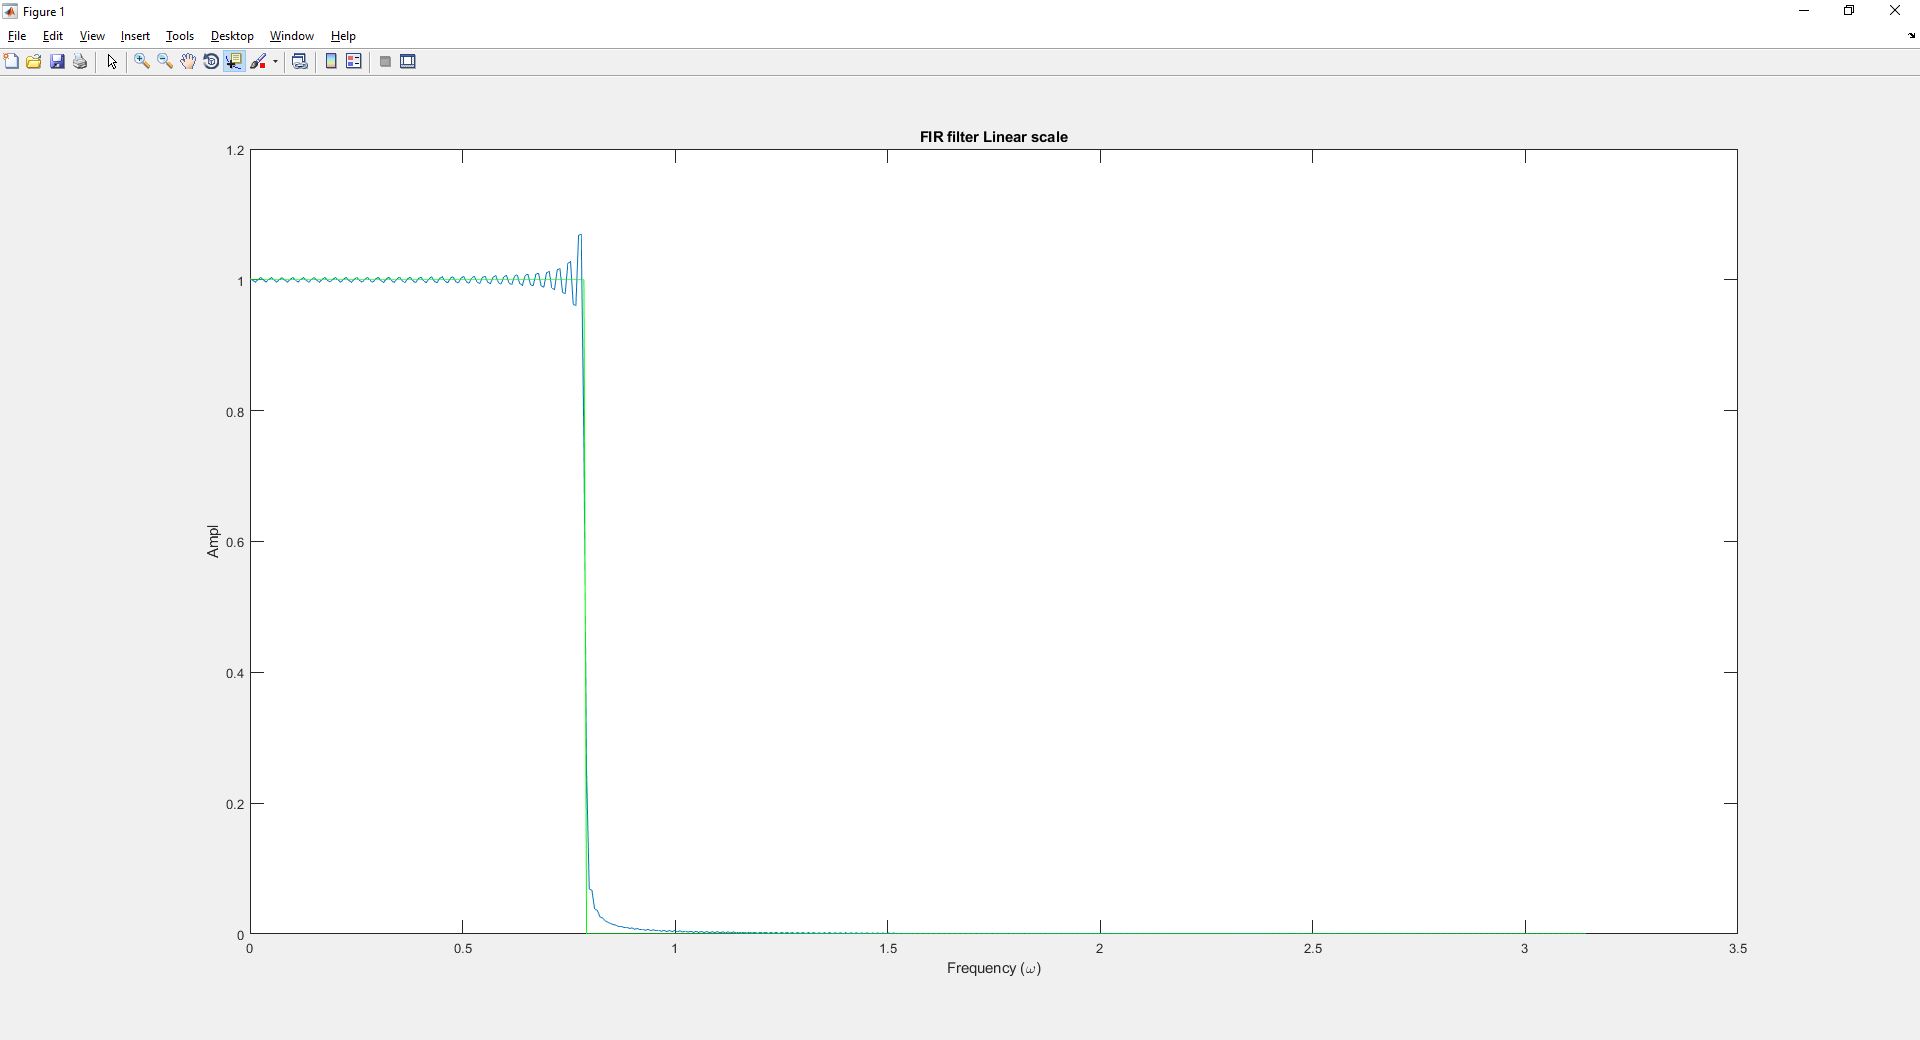 Figure 1
File Edit View Insert Tools Desktop Window Help
FIR filter Linear scale
1.2
1
0.8
0.6
0.4
0.2
0
Ampl
0 0.5 1 1.5 2 2.5 3 3.5
Frequency (ω)